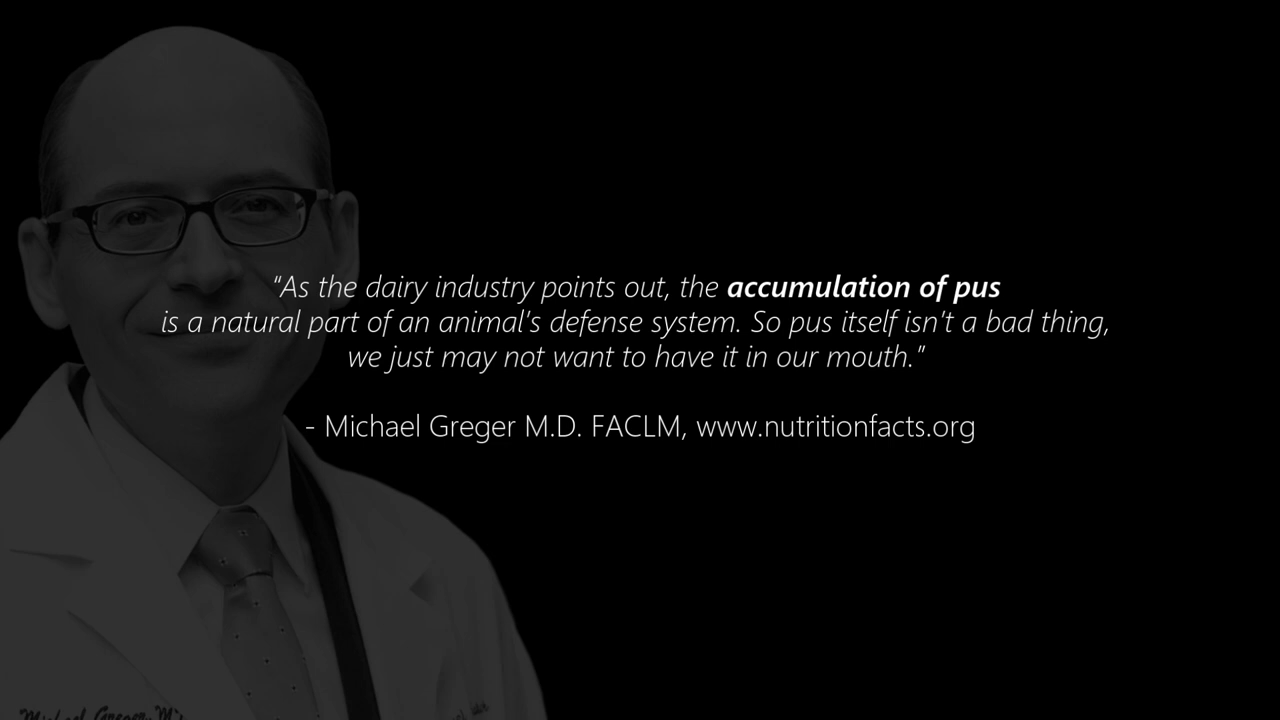 "As the dairy industry points out, the accumulation of pus
is a natural part of an animal's defense system. So pus itself isn't a bad thing,
we just may not want to have it in our mouth."
- Michael Greger M.D. FACLM, www.nutritionfacts.org
Michael Greger, M.